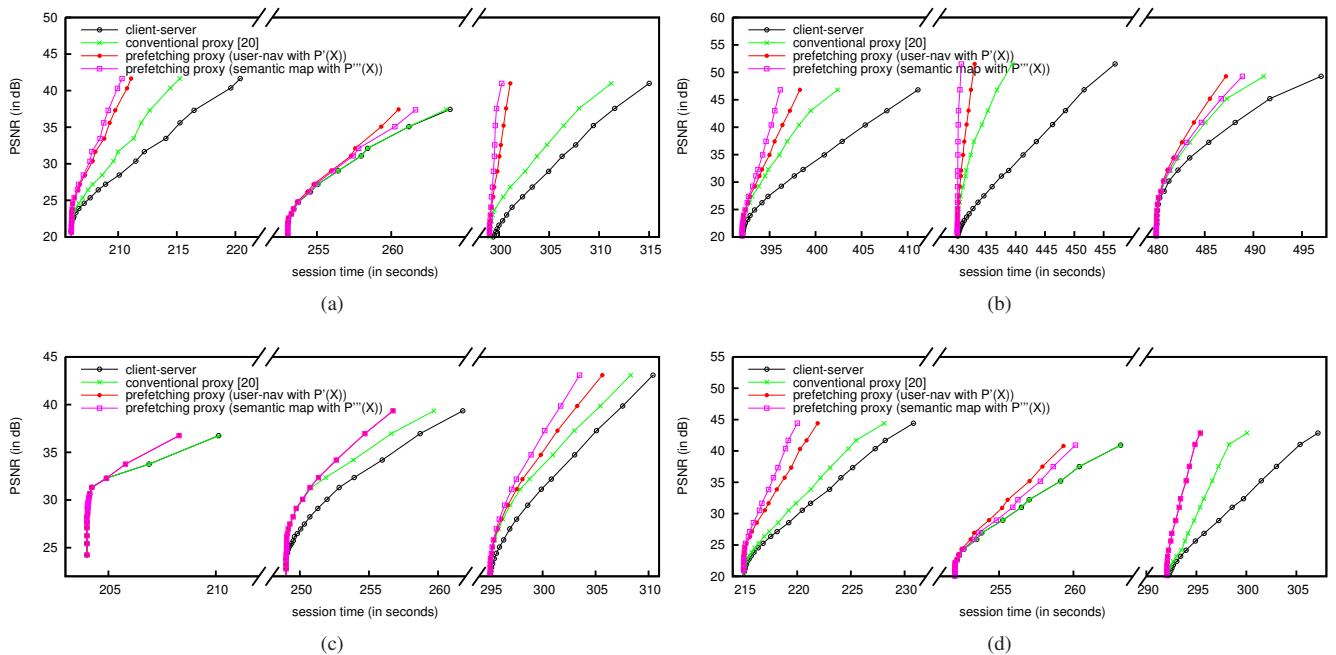 50
45
40
35
30
25
20
PSNR (in dB)
client-server
conventional proxy [20]
prefetching proxy (user-nav with P'(X))
prefetching proxy (semantic map with P'''(X))
210 215 220 255 260 300 305 310 315
session time (in seconds)
(a)
60
55
50
45
40
35
30
25
20
PSNR (in dB)
client-server
conventional proxy [20]
prefetching proxy (user-nav with P'(X))
prefetching proxy (semantic map with P'''(X))
395 400 405 410 430 435 440 445 450 455 480 485 490 495
session time (in seconds)
(b)
45
40
35
30
25
PSNR (in dB)
client-server
conventional proxy [20]
prefetching proxy (user-nav with P'(X))
prefetching proxy (semantic map with P'''(X))
205 210 250 255 260 295 300 305 310
session time (in seconds)
(c)
55
50
45
40
35
30
25
20
PSNR (in dB)
client-server
conventional proxy [20]
prefetching proxy (user-nav with P'(X))
prefetching proxy (semantic map with P'''(X))
215 220 225 230 255 260 290 295 300 305
session time (in seconds)
(d)